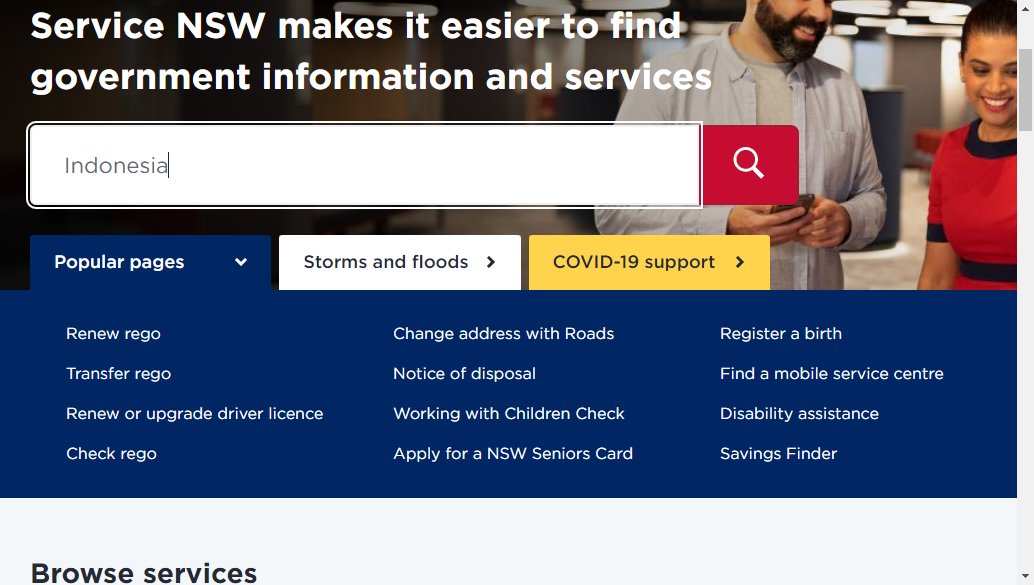 Service NSW makes it easier to find
government information and services
Indonesia
Popular pages
Storms and floods
COVID-19 support
Renew rego
Change address with Roads
Register a birth
Transfer rego
Notice of disposal
Find a mobile service centre
Renew or upgrade driver licence
Working with Children Check
Disability assistance
Check rego
Apply for a NSW Seniors Card
Savings Finder
Browse services